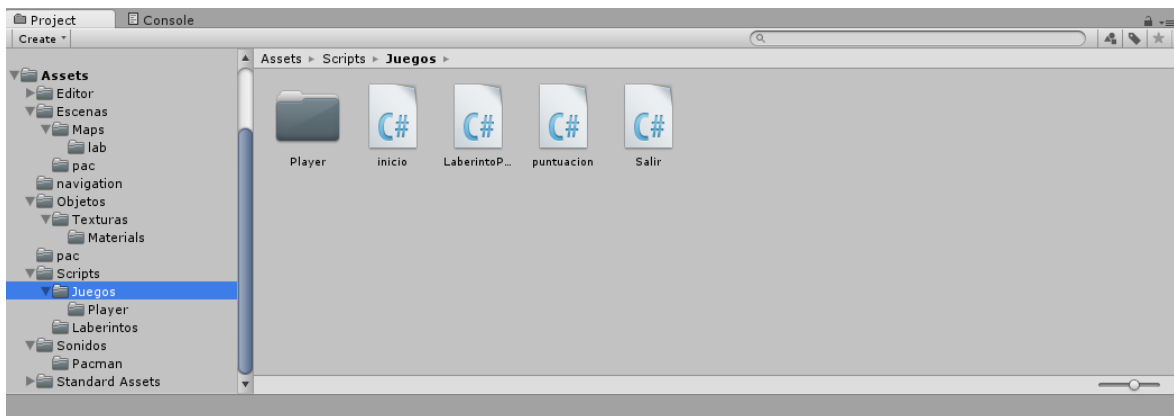 Project Console
Create
Assets Scripts Juegos
Assets
Editor
Escenas
Maps
lab
pac
navigation
Objetos
Texturas
Materials
pac
Scripts
Juegos
Player
Laberintos
Sonidos
Pacman
Standard Assets
C# C# C# C#
Player inicio LaberintoP... puntuacion Salir